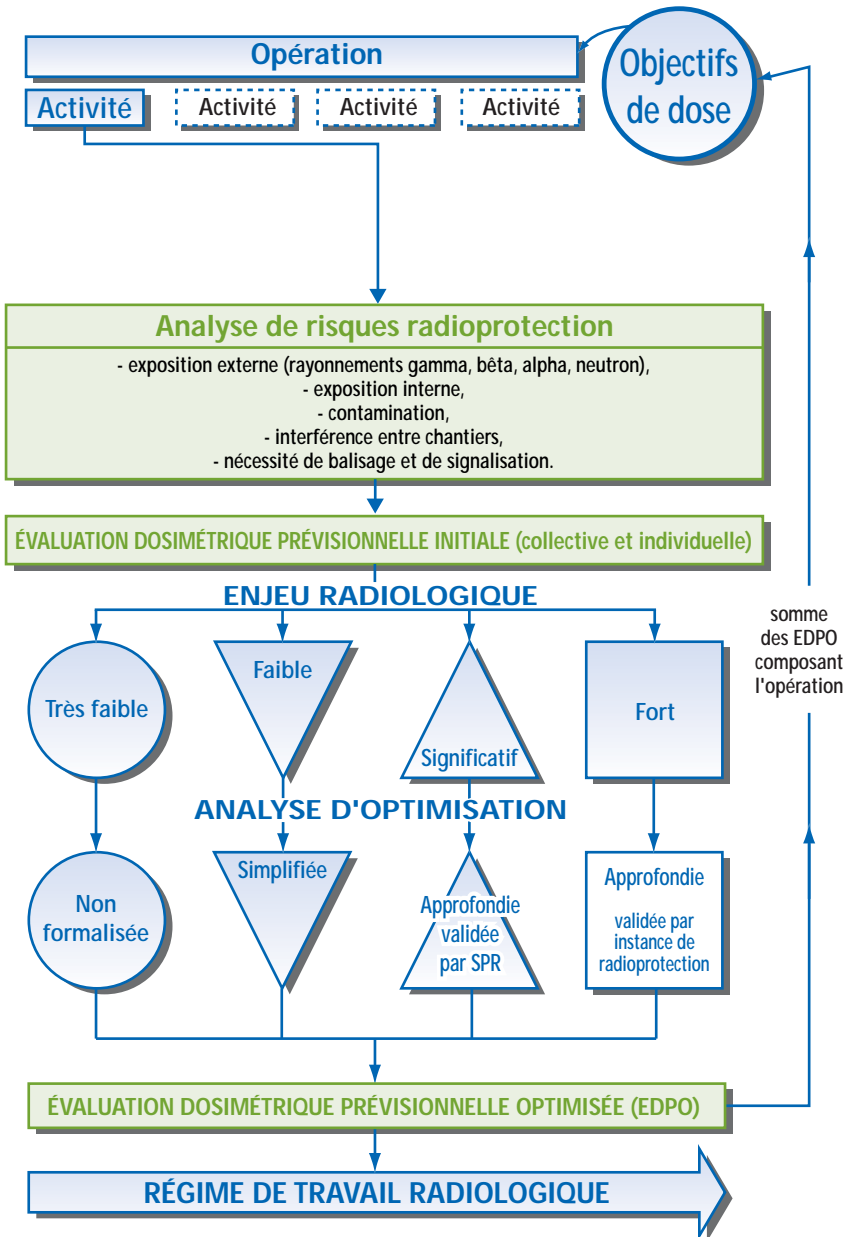 Opération
Objectifs
de dose
Activité
Activité
Activité
Activité
Analyse de risques radioprotection
- exposition externe (rayonnements gamma, bêta, alpha, neutron),
- exposition interne,
- contamination,
- interférence entre chantiers,
- nécessité de balisage et de signalisation.
ÉVALUATION DOSIMÉTRIQUE PRÉVISIONNELLE INITIALE (collective et individuelle)
ENJEU RADIOLOGIQUE
somme
des EDPO
composant
l'opération
Très faible
Faible
Significatif
Fort
ANALYSE D'OPTIMISATION
Non
formalisée
Simplifiée
Approfondie
validée
par SPR
Approfondie
validée par
instance de
radioprotection
ÉVALUATION DOSIMÉTRIQUE PRÉVISIONNELLE OPTIMISÉE (EDPO)
RÉGIME DE TRAVAIL RADIOLOGIQUE